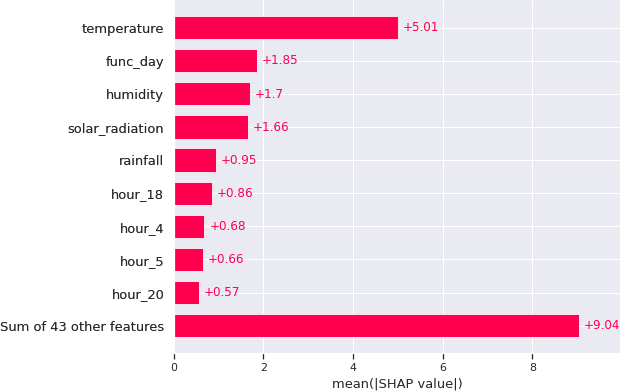 temperature +5.01
func_day +1.85
humidity +1.7
solar_radiation +1.66
rainfall +0.95
hour_18 +0.86
hour_4 +0.68
hour_5 +0.66
hour_20 +0.57
Sum of 43 other features +9.04
0 2 4 6 8
mean(|SHAP value|)